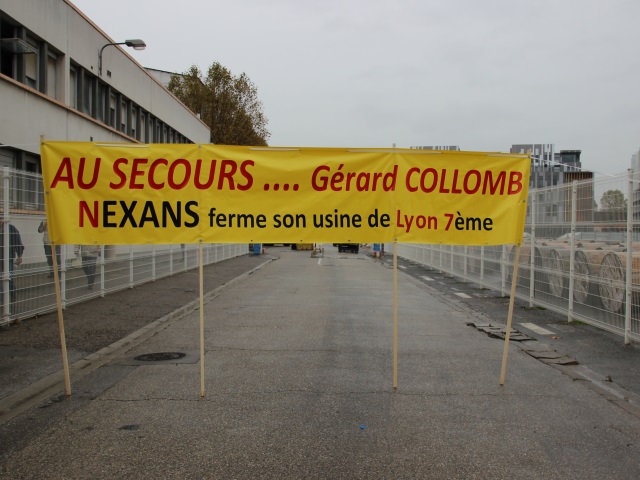 AU SECOURS .... Gérard COLLOMB
NEXANS ferme son usine de Lyon 7ème